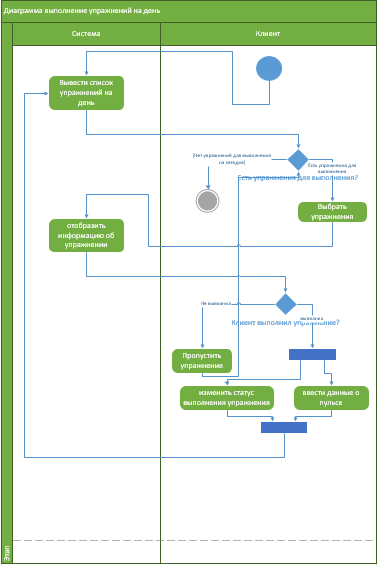 Диаграмма выполнение упражнений на день
Система
Клиент
Вывести список
упражнений на
день
[Нет упражнений для выполнения
на сегодня]
Есть упражнения для
выполнения
Есть упражнения для выполнения?
Выбрать
упражнения
отобразить
информацию об
упражнении
Не выполнил
выполнил
Клиент выполнил упражнение?
Пропустить
упражнение
изменить статус
выполнения упражнения
ввести данные о
пульсе
Этап